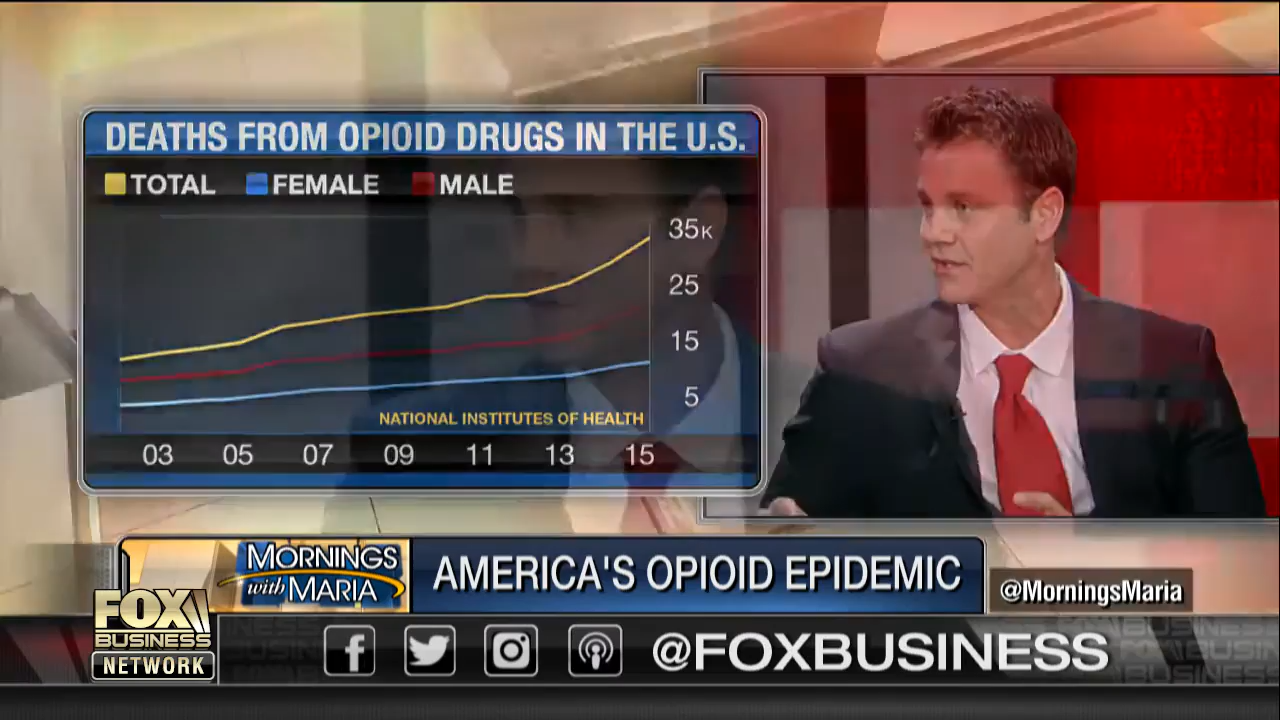 DEATHS FROM OPIOID DRUGS IN THE U.S.
TOTAL FEMALE MALE
35K
25
15
5
NATIONAL INSTITUTES OF HEALTH
03 05 07 09 11 13 15
MORNINGS
with MARIA
AMERICA'S OPIOID EPIDEMIC
@MorningsMaria
FOX
BUSINESS
NETWORK
@FOXBUSINESS